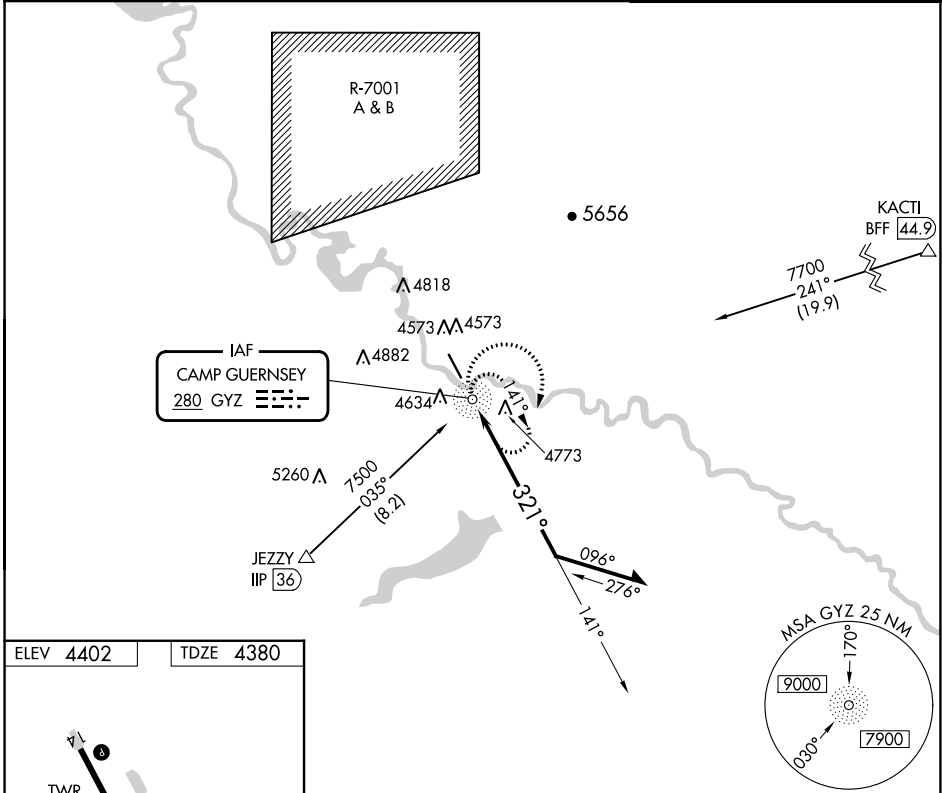 R-7001
A & B
5656
KACTI
BFF 44.9
7700
241°
(19.9)
4818
4573 4573
4882
IAF
CAMP GUERNSEY
280 GYZ
4634
141°
4773
5260
7500
035°
(8.2)
321°
JEZZY
IIP 36
096°
276°
141°
MSA GYZ 25 NM
170°
9000
7900
030°
ELEV 4402
TDZE 4380
14
P
TWR